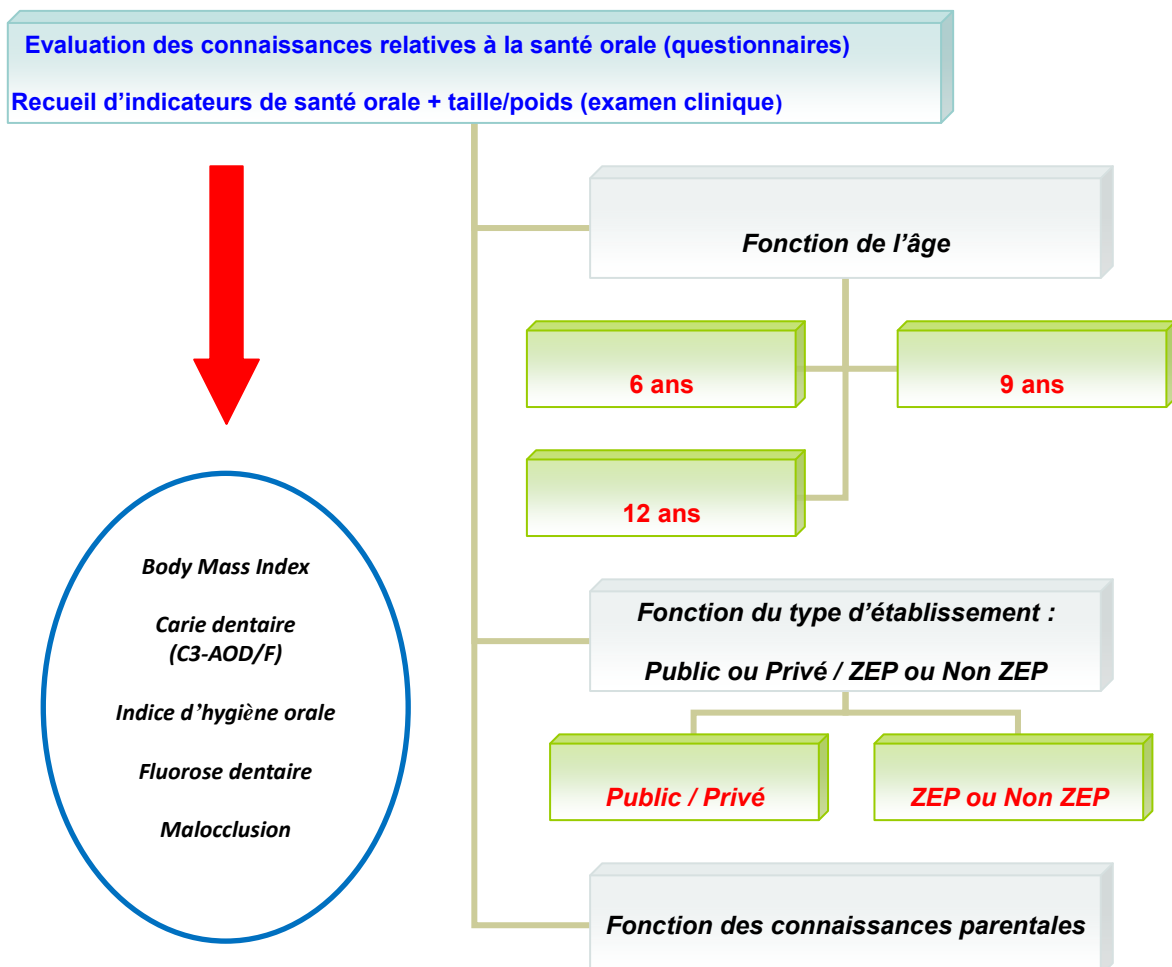 Evaluation des connaissances relatives à la santé orale (questionnaires)
Recueil d’indicateurs de santé orale + taille/poids (examen clinique)
Fonction de l’âge
6 ans
9 ans
12 ans
Body Mass Index
Carie dentaire
(C3-AOD/F)
Indice d’hygiène orale
Fluorose dentaire
Malocclusion
Fonction du type d’établissement :
Public ou Privé / ZEP ou Non ZEP
Public / Privé
ZEP ou Non ZEP
Fonction des connaissances parentales